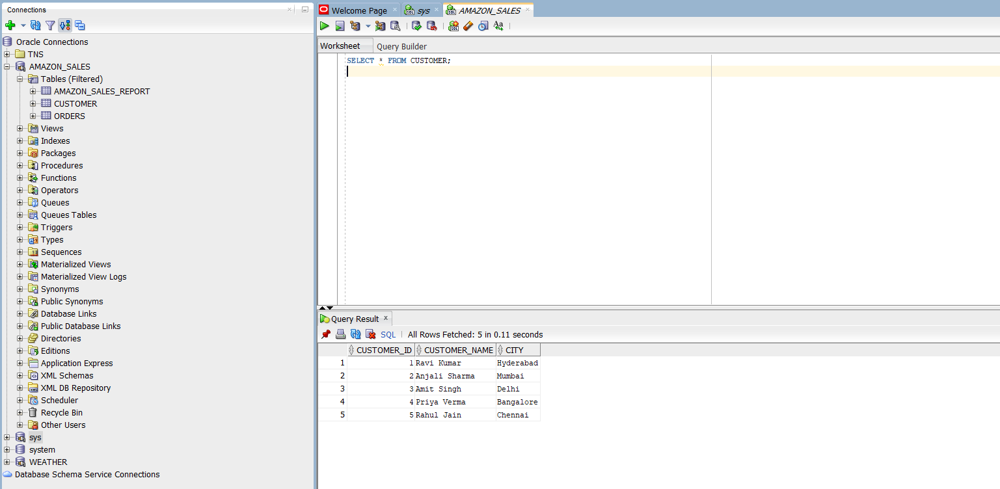 Connections
Oracle Connections
TNS
AMAZON_SALES
Tables (Filtered)
AMAZON_SALES_REPORT
CUSTOMER
ORDERS
Views
Indexes
Packages
Procedures
Functions
Operators
Queues
Queues Tables
Triggers
Types
Sequences
Materialized Views
Materialized View Logs
Synonyms
Public Synonyms
Database Links
Public Database Links
Directories
Editions
Application Express
XML Schemas
XML DB Repository
Scheduler
Recycle Bin
Other Users
sys
system
WEATHER
Database Schema Service Connections
Welcome Page sys AMAZON_SALES
Worksheet Query Builder
SELECT * FROM CUSTOMER;
Query Result
SQL All Rows Fetched: 5 in 0.11 seconds
CUSTOMER_ID CUSTOMER_NAME CITY
1 1 Ravi Kumar Hyderabad
2 2 Anjali Sharma Mumbai
3 3 Amit Singh Delhi
4 4 Priya Verma Bangalore
5 5 Rahul Jain Chennai